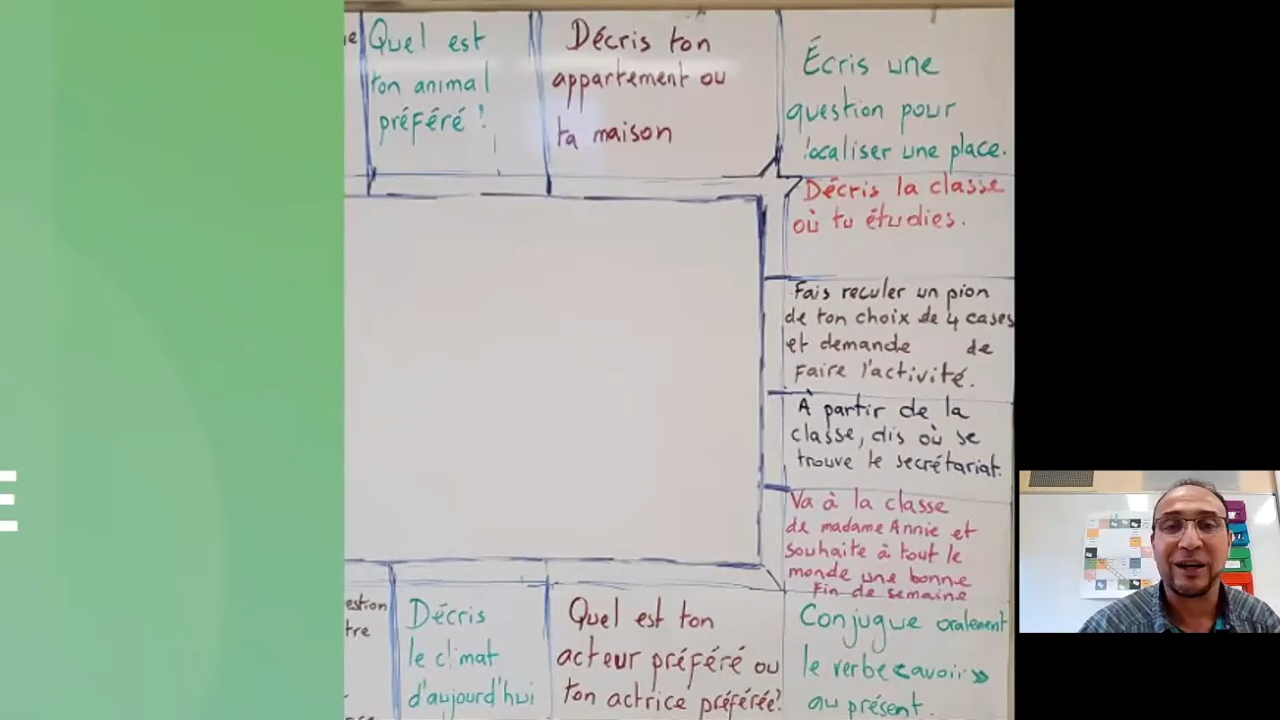 Quel est
ton animal
préféré?
Décris ton
appartement ou
ta maison
Écris une
question pour
localiser une place.
Décris la classe
où tu étudies.
Fais reculer un pion
de ton choix de 4 cases
et demande de
Faire l'activité.
A partir de la
classe, dis où se
trouve le secrétariat.
Va à la classe
de madame Annie et
souhaite à tout le
monde une bonne
Fin de semaine
Décris
le climat
d'aujourd'hui
Quel est ton
acteur préféré ou
ton actrice préférée?
Conjugue oralement
le verbe «avoir»
au présent.